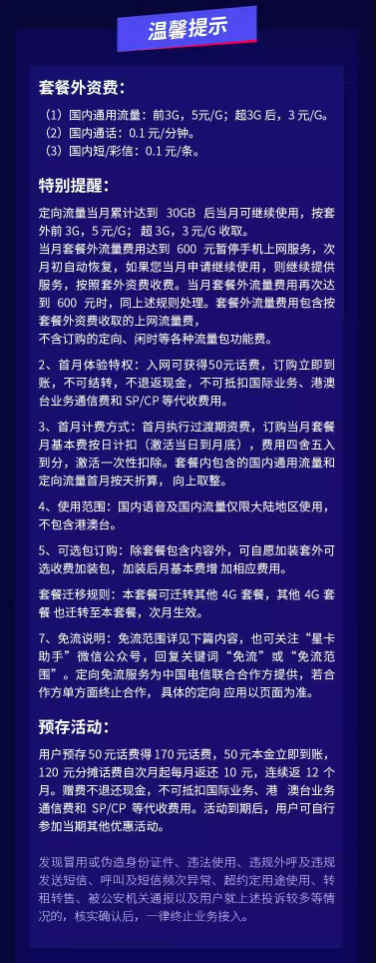 温馨提示
套餐外资费：
（1）国内通用流量：前3G，5元/G；超3G 后，3 元/G。
（2）国内通话：0.1 元/分钟。
（3）国内短/彩信：0.1 元/条。
特别提醒：
定向流量当月累计达到 30GB 后当月可继续使用，按套
外前 3G，5 元/G； 超 3G，3 元/G 收取。
当月套餐外流量费用达到 600 元暂停手机上网服务，次
月初自动恢复，如果您当月申请继续使用，则继续提供
服务，按照套外资费收费。当月套餐外流量费用再次达
到 600 元时，同上述规则处理。套餐外流量费用包含按
套餐外资费收取的上网流量费，
不含订购的定向、闲时等各种流量包功能费。
2、首月体验特权：入网可获得50元话费，订购立即到
账，不可结转，不退返现金，不可抵扣国际业务、港澳
台业务通信费和 SP/CP 等代收费用。
3、首月计费方式：首月执行过渡期资费，订购当月套餐
月基本费按日计扣（激活当日到月底），费用四舍五入
到分，激活一次性扣除。套餐内包含的国内通用流量和
定向流量首月按天折算， 向上取整。
4、使用范围：国内语音及国内流量仅限大陆地区使用，
不包含港澳台。
5、可选包订购：除套餐包含内容外，可自愿加装套外可
选收费加装包，加装后月基本费增 加相应费用。
套餐迁移规则：本套餐可迁转其他 4G 套餐，其他 4G 套
餐 也迁转至本套餐，次月生效。
7、免流说明：免流范围详见下篇内容，也可关注“星卡
助手”微信公众号，回复关键词“免流”或“免流范
围”。定向免流服务为中国电信联合合作方提供，若合
作方单方面终止合作， 具体的定向 应用以页面为准。
预存活动：
用户预存 50 元话费得 170 元话费，50 元本金立即到账，
120 元分摊话费自次月起每月返还 10 元，连续返 12 个
月。赠费不退还现金，不可抵扣国际业务、港 澳台业务
通信费和 SP/CP 等代收费用。活动到期后，用户可自行
参加当期其他优惠活动。
发现冒用或伪造身份证件、违法使用、违规外呼及违规
发送短信、呼叫及短信频次异常、超约定用途使用、转
租转售、被公安机关通报以及用户就上述投诉较多等情
况的，核实确认后，一律终止业务接入。